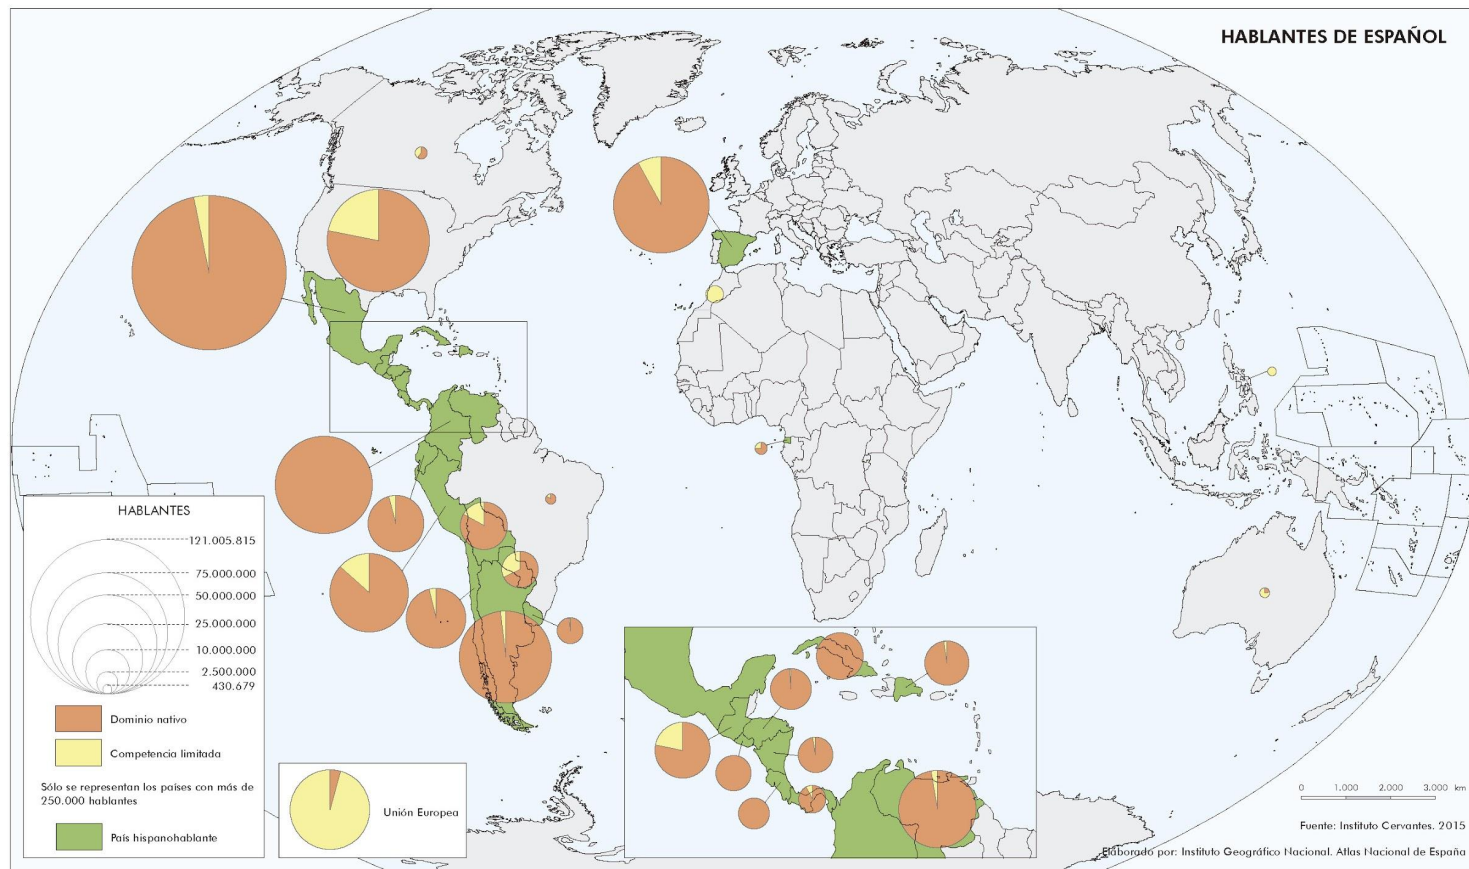 HABLANTES DE ESPAÑOL
HABLANTES
121.005.815
75.000.000
50.000.000
25.000.000
10.000.000
2.500.000
430.679
Dominio nativo
Competencia limitada
Sólo se representan los países con más de
250.000 hablantes
País hispanohablante
Unión Europea
0 1.000 2.000 3.000 km
Fuente: Instituto Cervantes. 2015
Elaborado por: Instituto Geográfico Nacional. Atlas Nacional de España